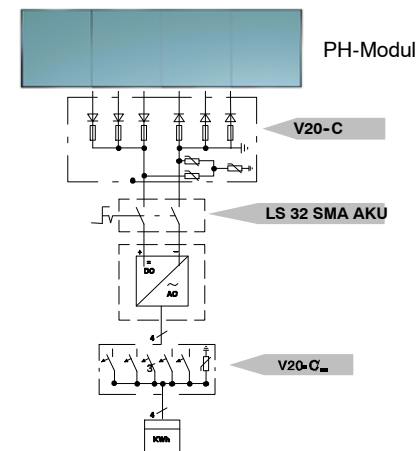 PH-Modul
V20-C
LS 32 SMA AKU
+ −
=
DC
~
AC
4
3
V20-C
4
KWh